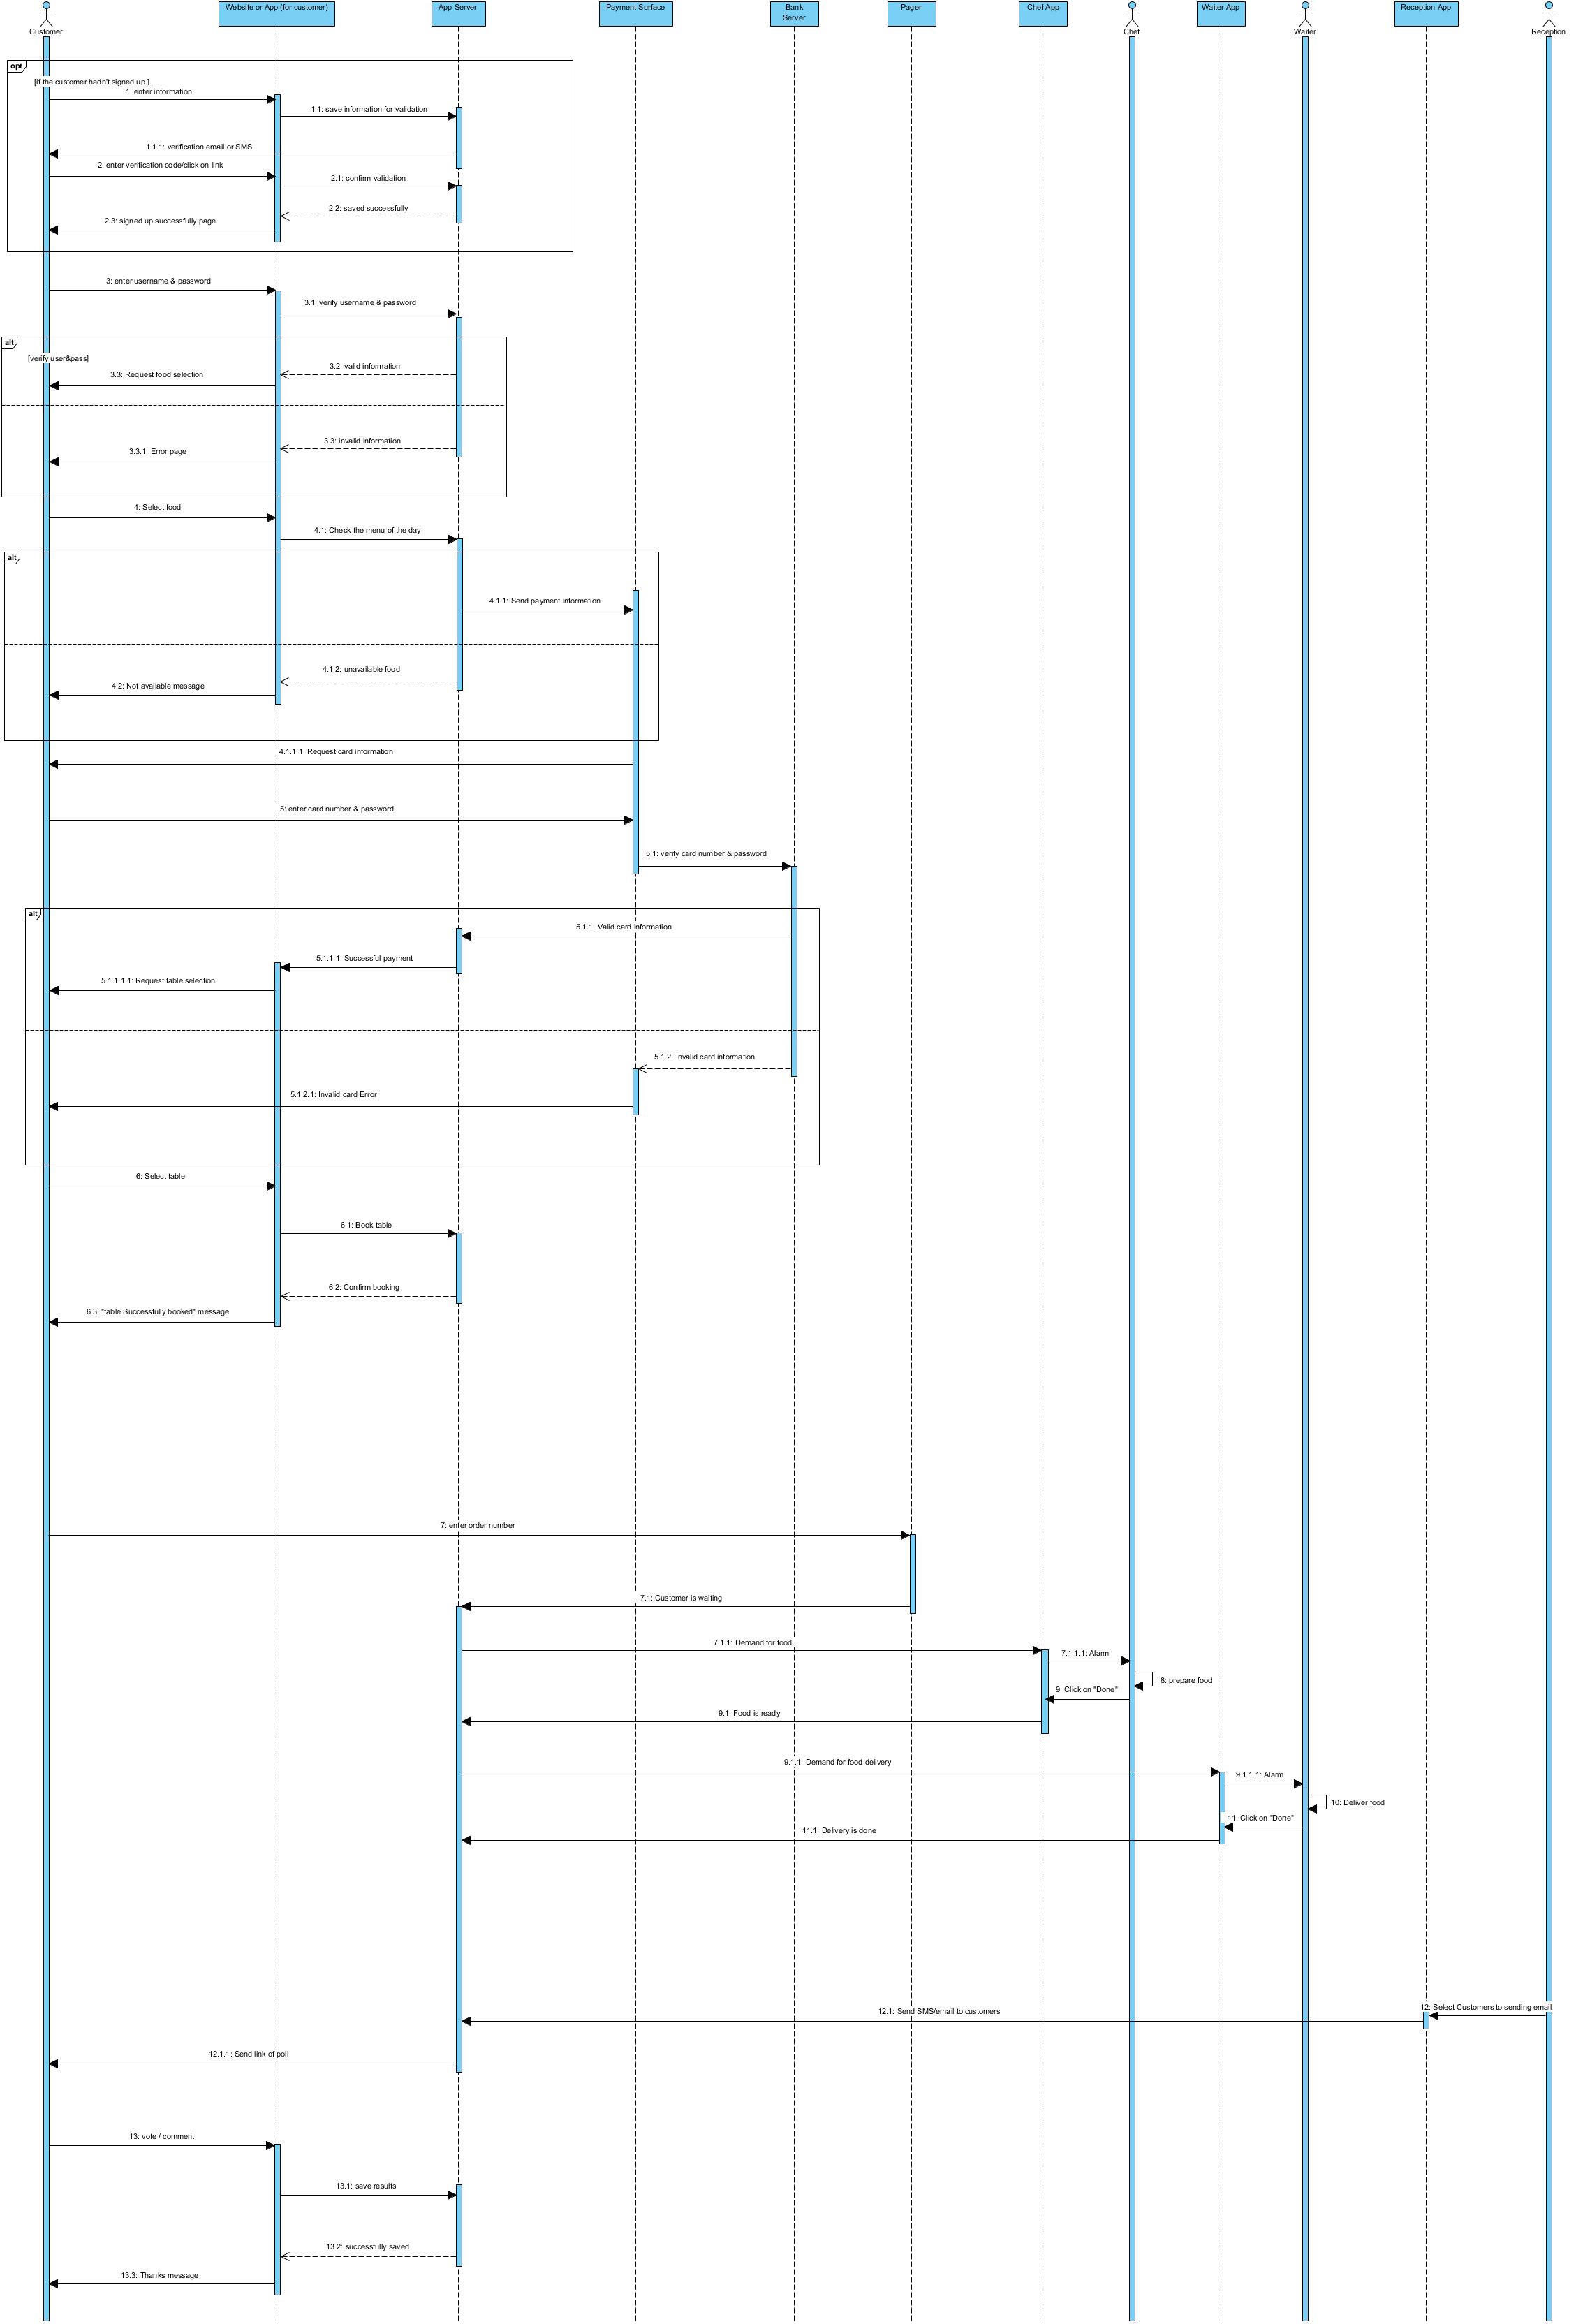 Customer
Website or App (for customer)
App Server
Payment Surface
Bank
Server
Pager
Chef App
Chef
Waiter App
Waiter
Reception App
Reception
opt
[if the customer hadn't signed up.]
1: enter information
1.1: save information for validation
1.1.1: verification email or SMS
2: enter verification code/click on link
2.1: confirm validation
2.2: saved successfully
2.3: signed up successfully page
3: enter username & password
3.1: verify username & password
alt
[verify user&pass]
3.2: valid information
3.3: Request food selection
3.3: invalid information
3.3.1: Error page
4: Select food
4.1: Check the menu of the day
alt
4.1.1: Send payment information
4.1.2: unavailable food
4.2: Not available message
4.1.1.1: Request card information
5: enter card number & password
5.1: verify card number & password
alt
5.1.1: Valid card information
5.1.1.1: Successful payment
5.1.1.1.1: Request table selection
5.1.2: Invalid card information
5.1.2.1: Invalid card Error
6: Select table
6.1: Book table
6.2: Confirm booking
6.3: "table Successfully booked" message
7: enter order number
7.1: Customer is waiting
7.1.1: Demand for food
7.1.1.1: Alarm
8: prepare food
9: Click on "Done"
9.1: Food is ready
9.1.1: Demand for food delivery
9.1.1.1: Alarm
10: Deliver food
11: Click on "Done"
11.1: Delivery is done
12: Select Customers to sending email
12.1: Send SMS/email to customers
12.1.1: Send link of poll
13: vote / comment
13.1: save results
13.2: successfully saved
13.3: Thanks message